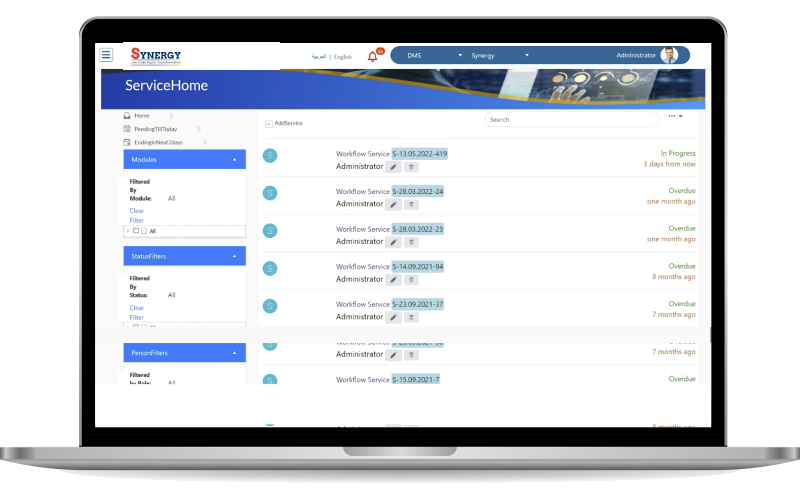 SYNERGY
Low Code Digital Transformation
العربية | English
24
DMS
Synergy
Administrator
ServiceHome
Home
PendingTillToday
EndinginNext7days
AddService
Search
Modules
Filtered
By
Module: All
Clear
Filter
All
StatusFilters
Filtered
By
Status: All
Clear
Filter
All
PersonFilters
Filtered
by Role: All
S
Workflow Service S-13.05.2022-419
In Progress
Administrator
3 days from now
S
Workflow Service S-28.03.2022-24
Overdue
Administrator
one month ago
S
Workflow Service S-28.03.2022-23
Overdue
Administrator
one month ago
S
Workflow Service S-14.09.2021-94
Overdue
Administrator
8 months ago
S
Workflow Service S-23.09.2021-37
Overdue
Administrator
7 months ago
S
Administrator
7 months ago
S
Workflow Service S-15.09.2021-7
Overdue
8 months ago